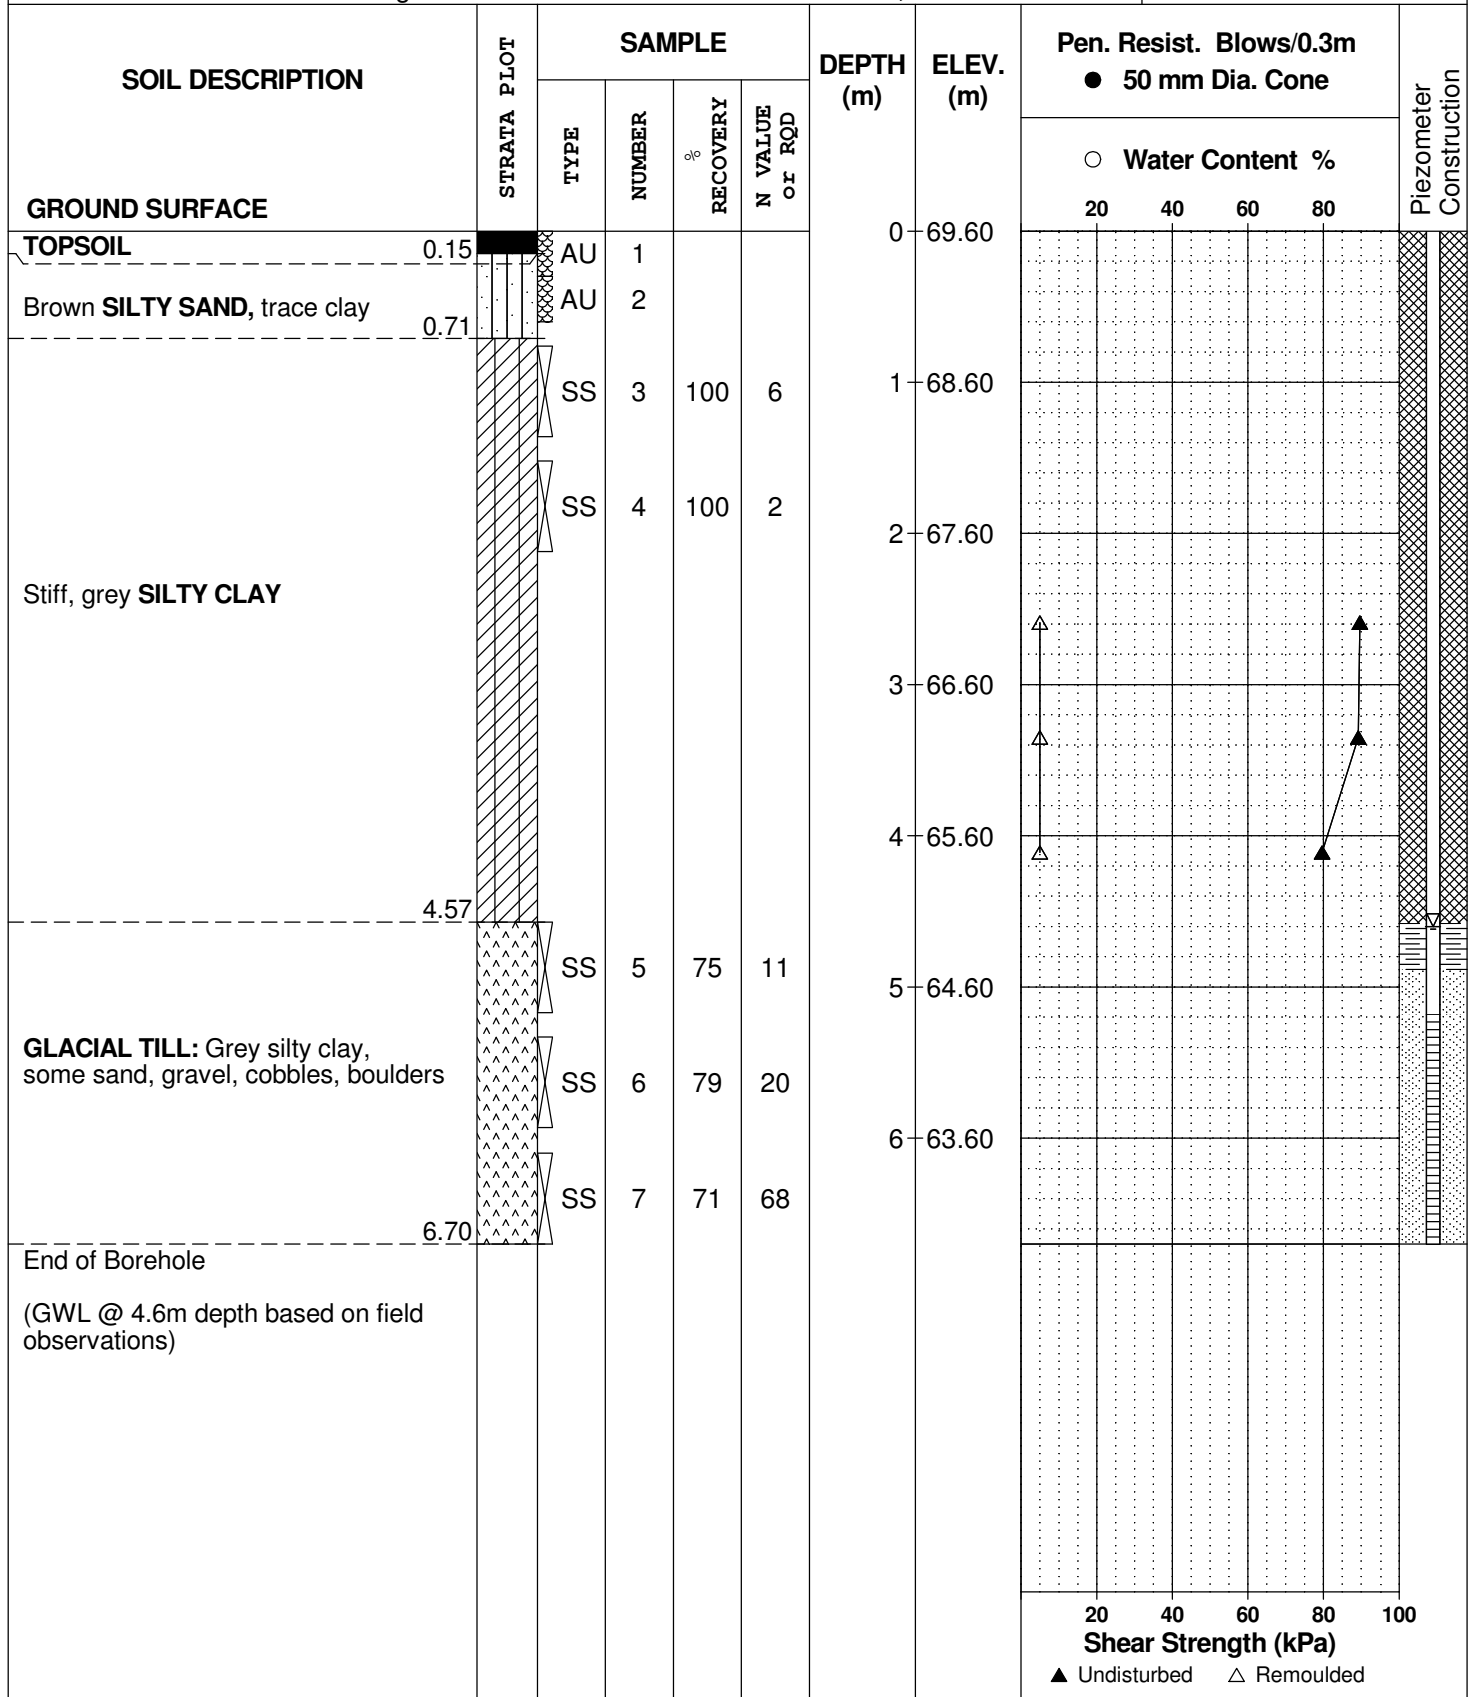 SOIL DESCRIPTION
GROUND SURFACE
STRATA PLOT
SAMPLE
TYPE
NUMBER
% RECOVERY
N VALUE or RQD
DEPTH (m)
ELEV. (m)
Pen. Resist. Blows/0.3m
● 50 mm Dia. Cone
○ Water Content %
20 40 60 80
Piezometer Construction
TOPSOIL 0.15
AU 1
0 69.60
Brown SILTY SAND, trace clay
AU 2
0.71
SS 3 100 6
1 68.60
SS 4 100 2
2 67.60
Stiff, grey SILTY CLAY
3 66.60
4 65.60
4.57
SS 5 75 11
5 64.60
GLACIAL TILL: Grey silty clay,
some sand, gravel, cobbles, boulders
SS 6 79 20
6 63.60
SS 7 71 68
6.70
End of Borehole
(GWL @ 4.6m depth based on field
observations)
20 40 60 80 100
Shear Strength (kPa)
▲ Undisturbed △ Remoulded